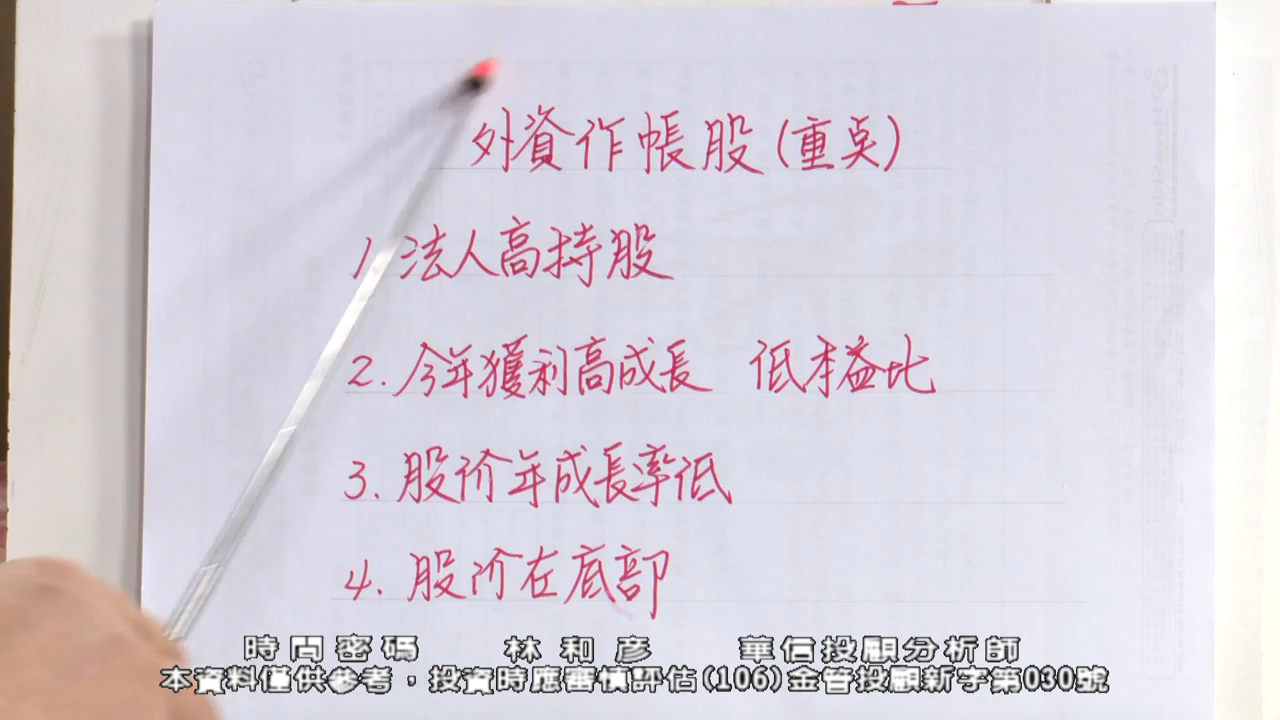 外資作帳股(重点)
1 法人高持股
2. 今年獲利高成長 低本益比
3. 股价年成長率低
4. 股价在底部
時間密碼 林和彥 華信投顧分析師
本資料僅供參考，投資時應審慎評估(106)金管投顧新字第030號